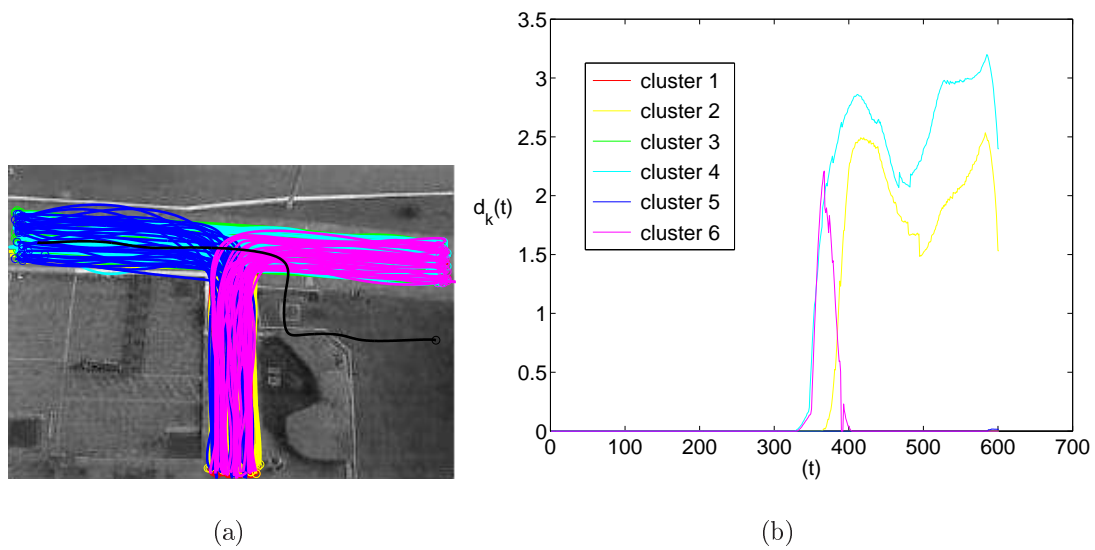 3.5
3
2.5
2
1.5
1
0.5
0
d_k(t)
cluster 1
cluster 2
cluster 3
cluster 4
cluster 5
cluster 6
0 100 200 300 400 500 600 700
(t)
(a) (b)